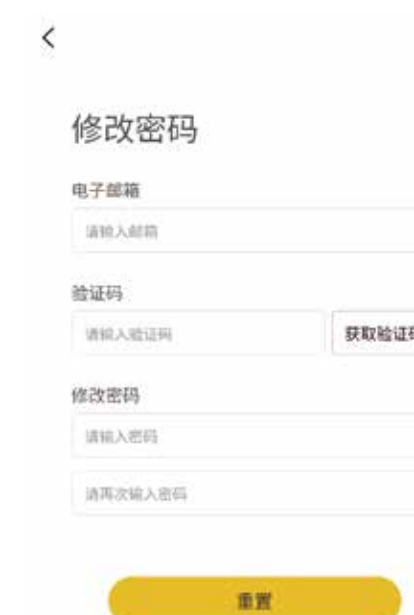 修改密码
电子邮箱
请输入邮箱
验证码
请输入验证码
获取验证码
修改密码
请输入密码
请再次输入密码
重置